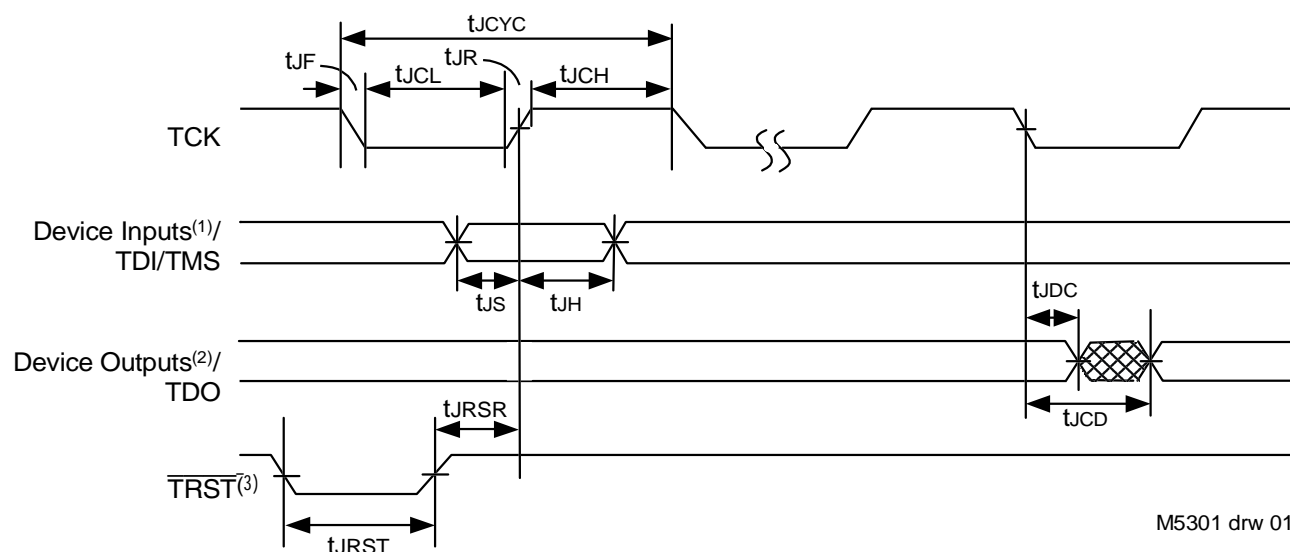 tJCYC
tJF
tJR
tJCL
tJCH
TCK
Device Inputs(1)/
TDI/TMS
tJS
tJH
tJDC
Device Outputs(2)/
TDO
tJRSR
tJCD
TRST(3)
M5301 drw 01
tJRST